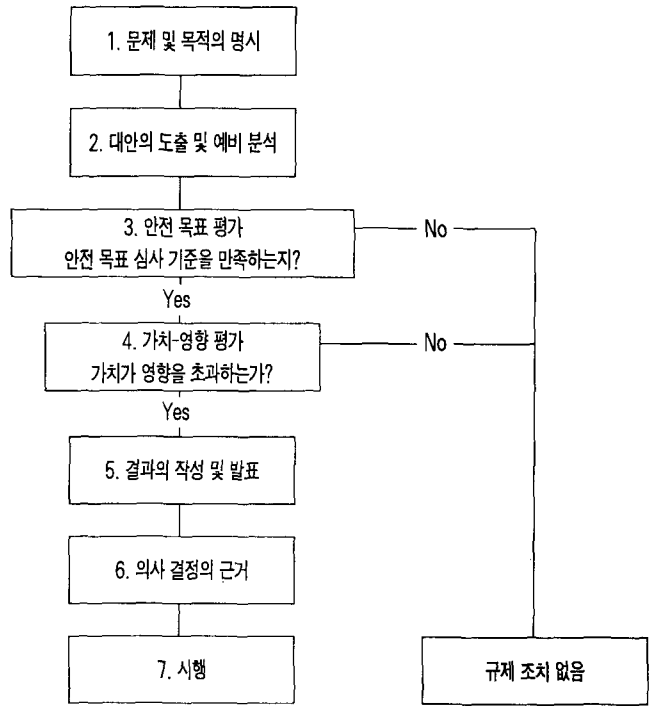 1. 문제 및 목적의 명시
2. 대안의 도출 및 예비 분석
3. 안전 목표 평가
안전 목표 심사 기준을 만족하는지?
No
Yes
4. 가치-영향 평가
가치가 영향을 초과하는가?
No
Yes
5. 결과의 작성 및 발표
6. 의사 결정의 근거
7. 시행
규제 조치 없음